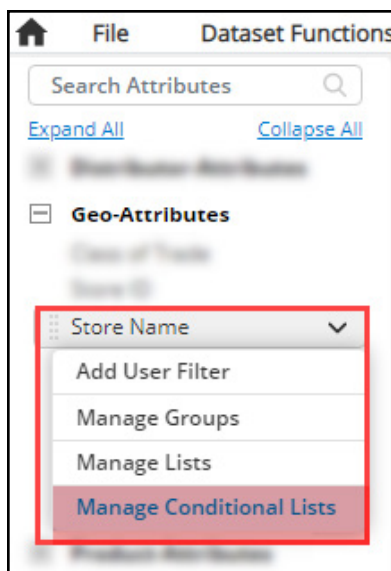 File Dataset Functions
Search Attributes
Expand All Collapse All
Geo-Attributes
Store Name
Add User Filter
Manage Groups
Manage Lists
Manage Conditional Lists